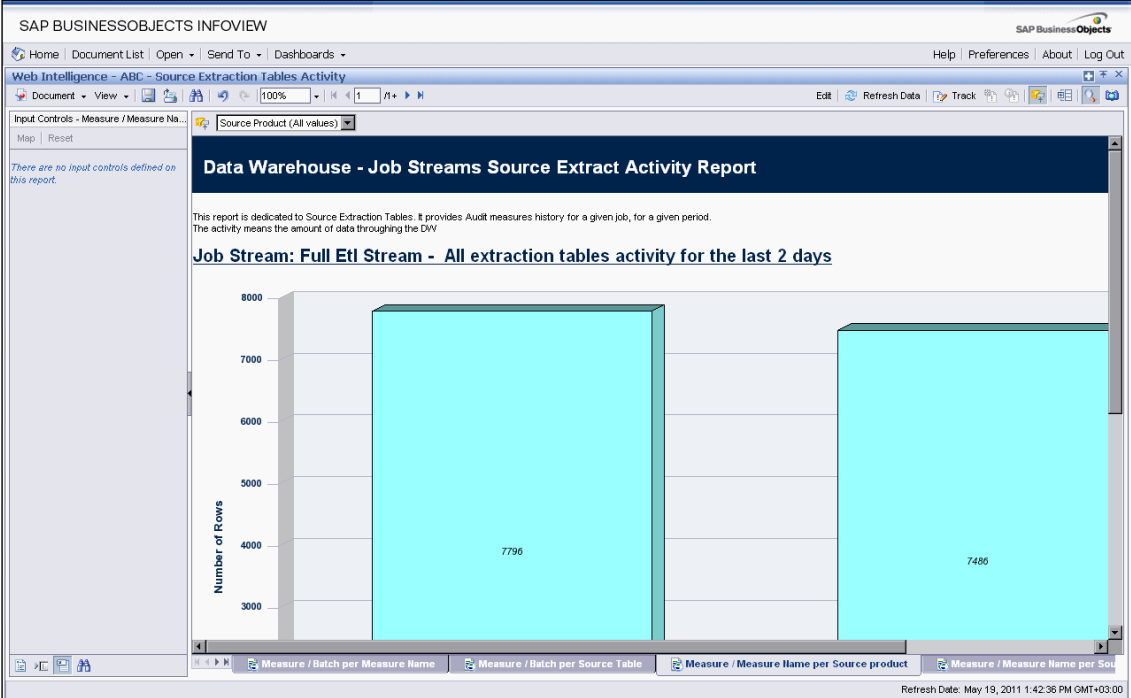 SAP BUSINESSOBJECTS INFOVIEW
SAP BusinessObjects
Home Document List Open Send To Dashboards
Help Preferences About Log Out
Web Intelligence - ABC - Source Extraction Tables Activity
Document View 100% 1 /1+
Edit Refresh Data Track
Input Controls - Measure / Measure Na...
Source Product (All values)
Map Reset
There are no input controls defined on
this report.
Data Warehouse - Job Streams Source Extract Activity Report
This report is dedicated to Source Extraction Tables. It provides Audit measures history for a given job, for a given period.
The activity means the amount of data throughing the DW
Job Stream: Full Etl Stream - All extraction tables activity for the last 2 days
8000
7000
6000
5000
4000
3000
Number of Rows
7796
7486
Measure / Batch per Measure Name
Measure / Batch per Source Table
Measure / Measure Name per Source product
Measure / Measure Name per Sou
Refresh Date: May 19, 2011 1:42:36 PM GMT+03:00